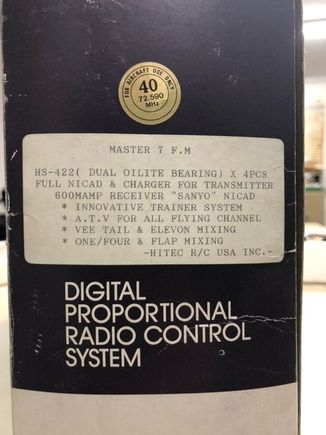 FOR AIRCRAFT USE ONLY
40
72.590
MHz
MASTER 7 F.M
HS-422( DUAL OILITE BEARING) X 4PCS
FULL NICAD & CHARGER FOR TRANSMITTER
600MAMP RECEIVER "SANYO" NICAD
* INNOVATIVE TRAINER SYSTEM
* A.T.V FOR ALL FLYING CHANNEL
* VEE TAIL & ELEVON MIXING
* ONE/FOUR & FLAP MIXING
-HITEC R/C USA INC.-
DIGITAL
PROPORTIONAL
RADIO CONTROL
SYSTEM